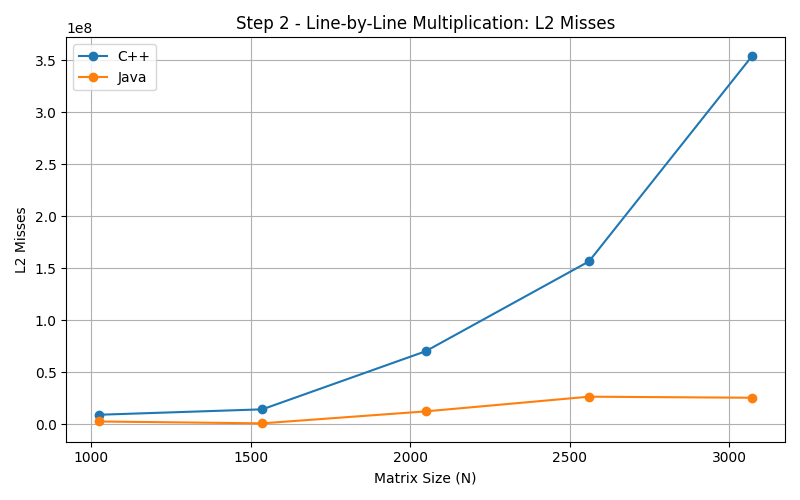 Step 2 - Line-by-Line Multiplication: L2 Misses
1e8
C++
Java
3.5
3.0
2.5
2.0
1.5
1.0
0.5
0.0
L2 Misses
1000 1500 2000 2500 3000
Matrix Size (N)